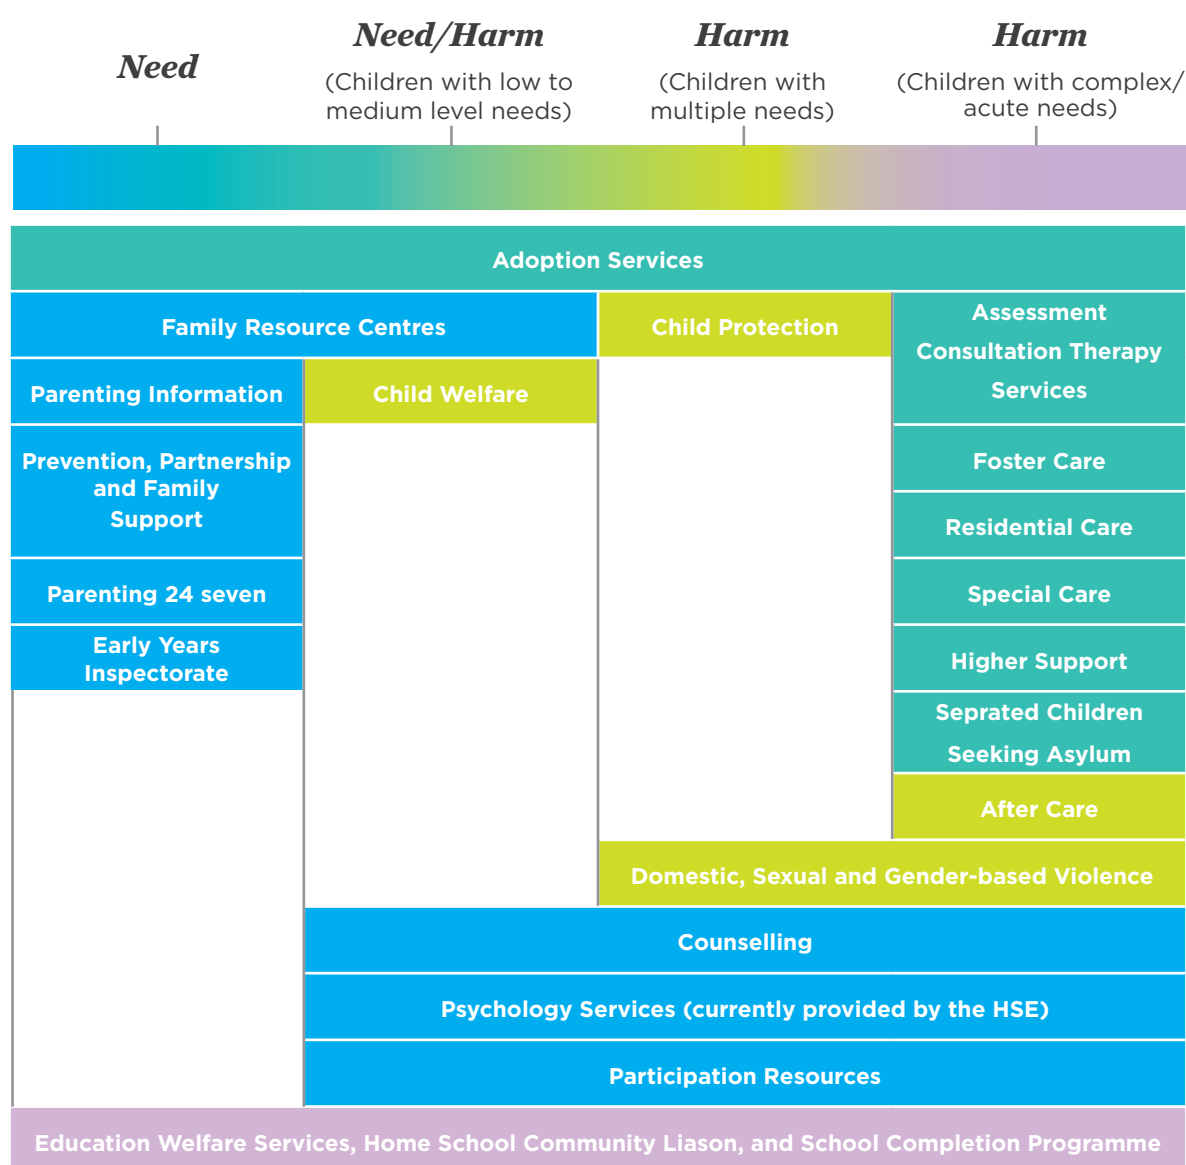 Need
Need/Harm
(Children with low to
medium level needs)
Harm
(Children with
multiple needs)
Harm
(Children with complex/
acute needs)
Adoption Services
Family Resource Centres
Child Protection
Assessment
Consultation Therapy
Services
Parenting Information
Child Welfare
Prevention, Partnership
and Family
Support
Foster Care
Residential Care
Parenting 24 seven
Special Care
Early Years
Inspectorate
Higher Support
Seprated Children
Seeking Asylum
After Care
Domestic, Sexual and Gender-based Violence
Counselling
Psychology Services (currently provided by the HSE)
Participation Resources
Education Welfare Services, Home School Community Liason, and School Completion Programme